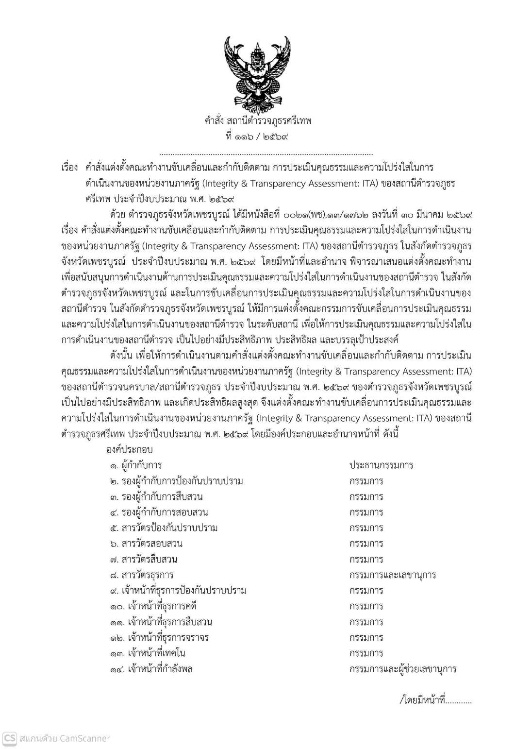 คำสั่ง สถานีตำรวจภูธรศรีเทพ
ที่ ๑๑๖ / ๒๕๖๙
เรื่อง คำสั่งแต่งตั้งคณะทำงานขับเคลื่อนและกำกับติดตาม การประเมินคุณธรรมและความโปร่งใสในการ
ดำเนินงานของหน่วยงานภาครัฐ (Integrity & Transparency Assessment: ITA) ของสถานีตำรวจภูธร
ศรีเทพ ประจำปีงบประมาณ พ.ศ. ๒๕๖๙
ด้วย ตำรวจภูธรจังหวัดเพชรบูรณ์ ได้มีหนังสือที่ ๐๐๒๑(พช).๑๓/๑๗๖๒ ลงวันที่ ๓๐ มีนาคม ๒๕๖๙
เรื่อง คำสั่งแต่งตั้งคณะทำงานขับเคลื่อนและกำกับติดตาม การประเมินคุณธรรมและความโปร่งใสในการดำเนินงาน
ของหน่วยงานภาครัฐ (Integrity & Transparency Assessment: ITA) ของสถานีตำรวจภูธร ในสังกัดตำรวจภูธร
จังหวัดเพชรบูรณ์ ประจำปีงบประมาณ พ.ศ. ๒๕๖๙ โดยมีหน้าที่และอำนาจ พิจารณาเสนอแต่งตั้งคณะทำงาน
เพื่อสนับสนุนการดำเนินงานด้านการประเมินคุณธรรมและความโปร่งใสในการดำเนินงานของสถานีตำรวจ ในสังกัด
ตำรวจภูธรจังหวัดเพชรบูรณ์ และในการขับเคลื่อนการประเมินคุณธรรมและความโปร่งใสในการดำเนินงานของ
สถานีตำรวจ ในสังกัดตำรวจภูธรจังหวัดเพชรบูรณ์ ให้มีการแต่งตั้งคณะกรรมการขับเคลื่อนการประเมินคุณธรรม
และความโปร่งใสในการดำเนินงานของสถานีตำรวจ ในระดับสถานี เพื่อให้การประเมินคุณธรรมและความโปร่งใสใน
การดำเนินงานของสถานีตำรวจ เป็นไปอย่างมีประสิทธิภาพ ประสิทธิผล และบรรลุเป้าประสงค์
ดังนั้น เพื่อให้การดำเนินงานตามคำสั่งแต่งตั้งคณะทำงานขับเคลื่อนและกำกับติดตาม การประเมิน
คุณธรรมและความโปร่งใสในการดำเนินงานของหน่วยงานภาครัฐ (Integrity & Transparency Assessment: ITA)
ของสถานีตำรวจนครบาล/สถานีตำรวจภูธร ประจำปีงบประมาณ พ.ศ. ๒๕๖๙ ของตำรวจภูธรจังหวัดเพชรบูรณ์
เป็นไปอย่างมีประสิทธิภาพ และเกิดประสิทธิผลสูงสุด จึงแต่งตั้งคณะทำงานขับเคลื่อนการประเมินคุณธรรมและ
ความโปร่งใสในการดำเนินงานของหน่วยงานภาครัฐ (Integrity & Transparency Assessment: ITA) ของสถานี
ตำรวจภูธรศรีเทพ ประจำปีงบประมาณ พ.ศ. ๒๕๖๙ โดยมีองค์ประกอบและอำนาจหน้าที่ ดังนี้
องค์ประกอบ
๑. ผู้กำกับการ ประธานกรรมการ
๒. รองผู้กำกับการป้องกันปราบปราม กรรมการ
๓. รองผู้กำกับการสืบสวน กรรมการ
๔. รองผู้กำกับการสอบสวน กรรมการ
๕. สารวัตรป้องกันปราบปราม กรรมการ
๖. สารวัตรสอบสวน กรรมการ
๗. สารวัตรสืบสวน กรรมการ
๘. สารวัตรธุรการ กรรมการและเลขานุการ
๙. เจ้าหน้าที่ธุรการป้องกันปราบปราม กรรมการ
๑๐. เจ้าหน้าที่ธุรการคดี กรรมการ
๑๑. เจ้าหน้าที่ธุรการสืบสวน กรรมการ
๑๒. เจ้าหน้าที่ธุรการจราจร กรรมการ
๑๓. เจ้าหน้าที่เทคโน กรรมการ
๑๔. เจ้าหน้าที่กำลังพล กรรมการและผู้ช่วยเลขานุการ
/โดยมีหน้าที่............
CS สแกนด้วย CamScanner